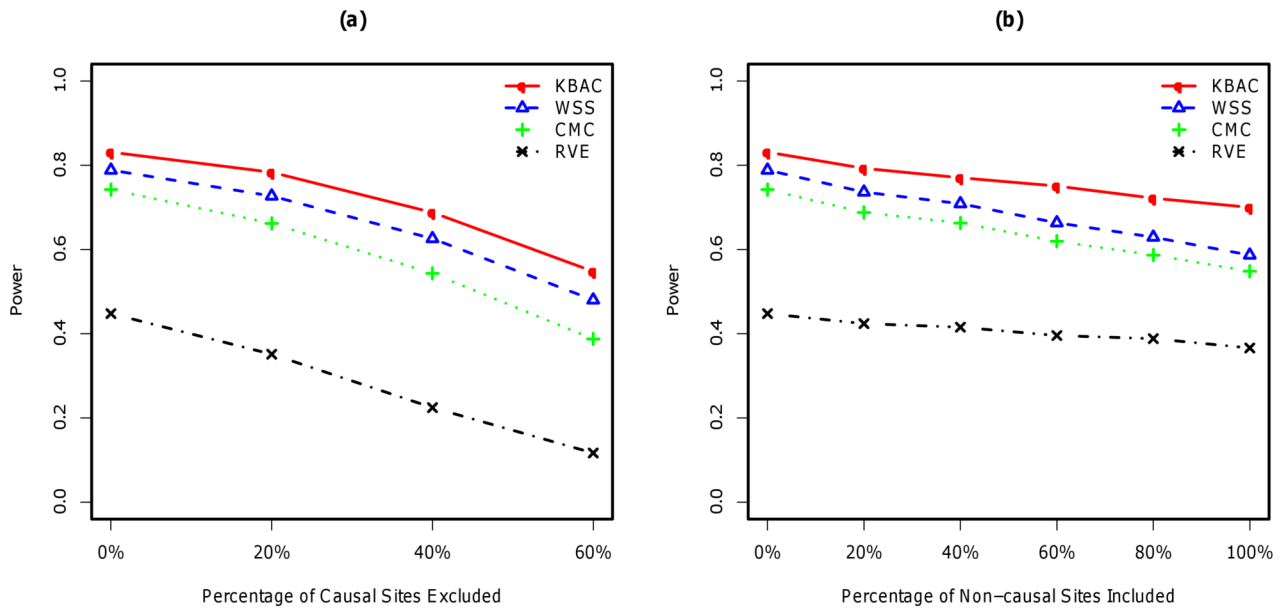 (a)
KBAC
WSS
CMC
RVE
Power
1.0
0.8
0.6
0.4
0.2
0.0
0% 20% 40% 60%
Percentage of Causal Sites Excluded
(b)
KBAC
WSS
CMC
RVE
Power
1.0
0.8
0.6
0.4
0.2
0.0
0% 20% 40% 60% 80% 100%
Percentage of Non−causal Sites Included